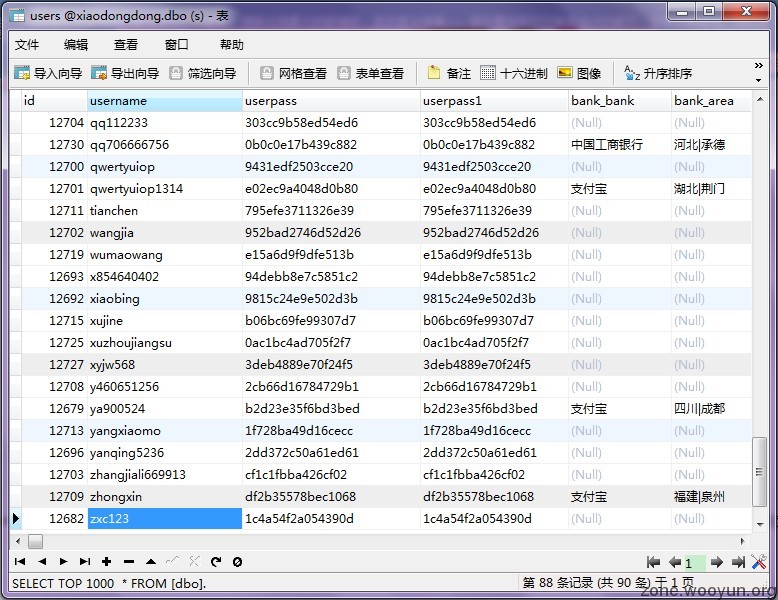 users @xiaodongdong.dbo (s) - 表
文件 编辑 查看 窗口 帮助
导入向导 导出向导 筛选向导 网格查看 表单查看 备注 十六进制 图像 升序排序
id username userpass userpass1 bank_bank bank_area
12704 qq112233 303cc9b58ed54ed6 303cc9b58ed54ed6 (Null) (Null)
12730 qq706666756 0b0c0e17b439c882 0b0c0e17b439c882 中国工商银行 河北|承德
12700 qwertyuiop 9431edf2503cce20 9431edf2503cce20 (Null) (Null)
12701 qwertyuiop1314 e02ec9a4048d0b80 e02ec9a4048d0b80 支付宝 湖北|荆门
12711 tianchen 795efe3711326e39 795efe3711326e39 (Null) (Null)
12702 wangjia 952bad2746d52d26 952bad2746d52d26 (Null) (Null)
12719 wumaowang e15a6d9f9dfe513b e15a6d9f9dfe513b (Null) (Null)
12693 x854640402 94debb8e7c5851c2 94debb8e7c5851c2 (Null) (Null)
12692 xiaobing 9815c24e9e502d3b 9815c24e9e502d3b (Null) (Null)
12715 xujine b06bc69fe99307d7 b06bc69fe99307d7 (Null) (Null)
12725 xuzhoujiangsu 0ac1bc4ad705f2f7 0ac1bc4ad705f2f7 (Null) (Null)
12727 xyjw568 3deb4889e70f24f5 3deb4889e70f24f5 (Null) (Null)
12708 y460651256 2cb66d16784729b1 2cb66d16784729b1 (Null) (Null)
12679 ya900524 b2d23e35f6bd3bed b2d23e35f6bd3bed 支付宝 四川|成都
12713 yangxiaomo 1f728ba49d16cecc 1f728ba49d16cecc (Null) (Null)
12696 yanqing5236 2dd372c50a61ed61 2dd372c50a61ed61 (Null) (Null)
12703 zhangjiali669913 cf1c1fbba426cf02 cf1c1fbba426cf02 (Null) (Null)
12709 zhongxin df2b35578bec1068 df2b35578bec1068 支付宝 福建|泉州
12682 zxc123 1c4a54f2a054390d 1c4a54f2a054390d (Null) (Null)
1
SELECT TOP 1000 * FROM [dbo]. 第 88 条记录 (共 90 条) 于 1 页
zone.wooyun.org